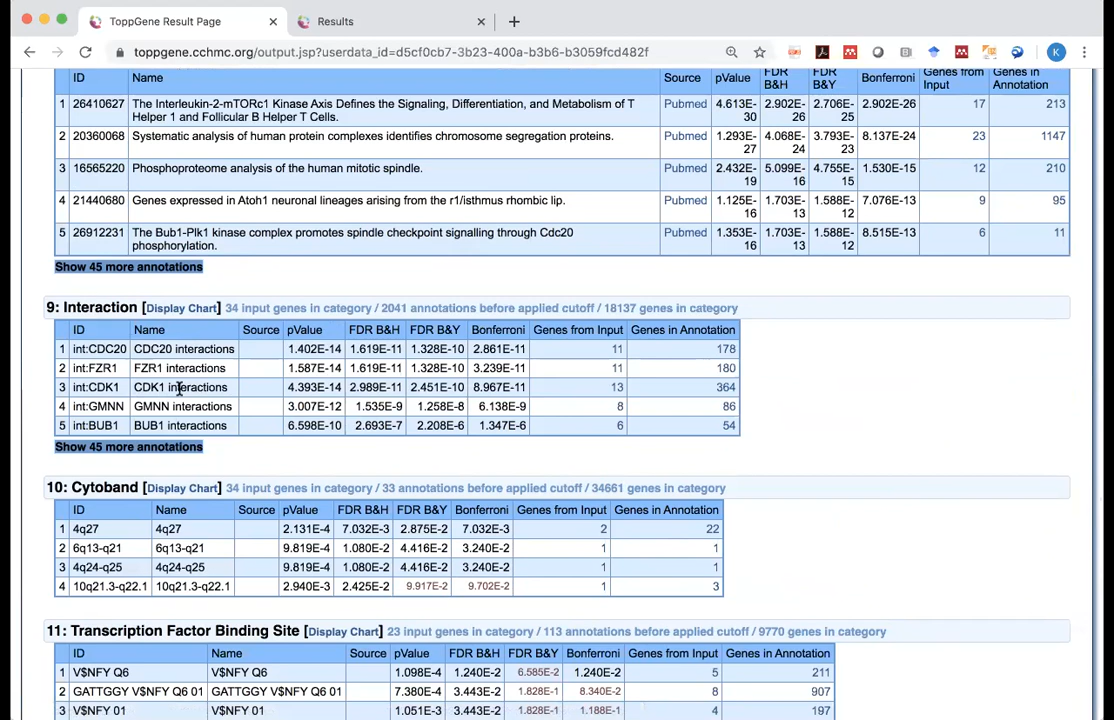 ToppGene Result Page
Results
toppgene.cchmc.org/output.jsp?userdata_id=d5cf0cb7-3b23-400a-b3b6-b3059fcd482f
K
ID Name Source pValue FDR B&H FDR B&Y Bonferroni Genes from Input Genes in Annotation
1 26410627 The Interleukin-2-mTORc1 Kinase Axis Defines the Signaling, Differentiation, and Metabolism of T Pubmed 4.613E- 2.902E- 2.706E- 2.902E-26 17 213
Helper 1 and Follicular B Helper T Cells. 30 26 25
2 20360068 Systematic analysis of human protein complexes identifies chromosome segregation proteins. Pubmed 1.293E- 4.068E- 3.793E- 8.137E-24 23 1147
27 24 23
3 16565220 Phosphoproteome analysis of the human mitotic spindle. Pubmed 2.432E- 5.099E- 4.755E- 1.530E-15 12 210
19 16 15
4 21440680 Genes expressed in Atoh1 neuronal lineages arising from the r1/isthmus rhombic lip. Pubmed 1.125E- 1.703E- 1.588E- 7.076E-13 9 95
16 13 12
5 26912231 The Bub1-Plk1 kinase complex promotes spindle checkpoint signalling through Cdc20 Pubmed 1.353E- 1.703E- 1.588E- 8.515E-13 6 11
phosphorylation. 16 13 12
Show 45 more annotations
9: Interaction [Display Chart] 34 input genes in category / 2041 annotations before applied cutoff / 18137 genes in category
ID Name Source pValue FDR B&H FDR B&Y Bonferroni Genes from Input Genes in Annotation
1 int:CDC20 CDC20 interactions 1.402E-14 1.619E-11 1.328E-10 2.861E-11 11 178
2 int:FZR1 FZR1 interactions 1.587E-14 1.619E-11 1.328E-10 3.239E-11 11 180
3 int:CDK1 CDK1 interactions 4.393E-14 2.989E-11 2.451E-10 8.967E-11 13 364
4 int:GMNN GMNN interactions 3.007E-12 1.535E-9 1.258E-8 6.138E-9 8 86
5 int:BUB1 BUB1 interactions 6.598E-10 2.693E-7 2.208E-6 1.347E-6 6 54
Show 45 more annotations
10: Cytoband [Display Chart] 34 input genes in category / 33 annotations before applied cutoff / 34661 genes in category
ID Name Source pValue FDR B&H FDR B&Y Bonferroni Genes from Input Genes in Annotation
1 4q27 4q27 2.131E-4 7.032E-3 2.875E-2 7.032E-3 2 22
2 6q13-q21 6q13-q21 9.819E-4 1.080E-2 4.416E-2 3.240E-2 1 1
3 4q24-q25 4q24-q25 9.819E-4 1.080E-2 4.416E-2 3.240E-2 1 1
4 10q21.3-q22.1 10q21.3-q22.1 2.940E-3 2.425E-2 9.917E-2 9.702E-2 1 3
11: Transcription Factor Binding Site [Display Chart] 23 input genes in category / 113 annotations before applied cutoff / 9770 genes in category
ID Name Source pValue FDR B&H FDR B&Y Bonferroni Genes from Input Genes in Annotation
1 V$NFY Q6 V$NFY Q6 1.098E-4 1.240E-2 6.585E-2 1.240E-2 5 211
2 GATTGGY V$NFY Q6 01 GATTGGY V$NFY Q6 01 7.380E-4 3.443E-2 1.828E-1 8.340E-2 8 907
3 V$NFY 01 V$NFY 01 1.051E-3 3.443E-2 1.828E-1 1.188E-1 4 197